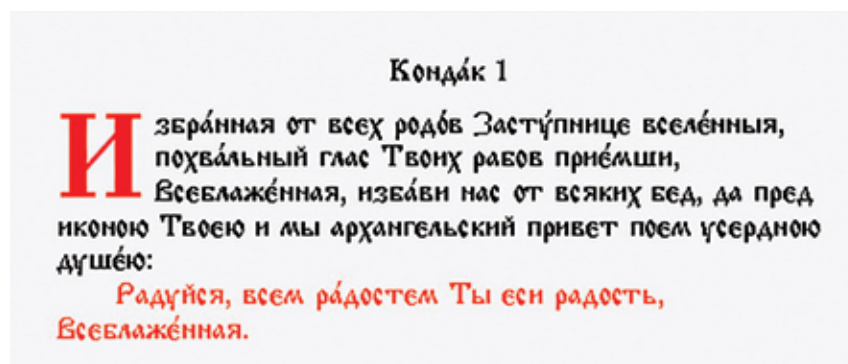 Конда́к 1
Избра́нная от всех родо́в Засту́пнице вселе́нныя,
похва́льный глас Твоих рабов прие́мши,
Всеблаже́нная, изба́ви нас от всяких бед, да пред
иконою Твоею и мы архангельский привет поем усердною
душе́ю:
Радуйся, всем ра́достем Ты еси радость,
Всеблаже́нная.